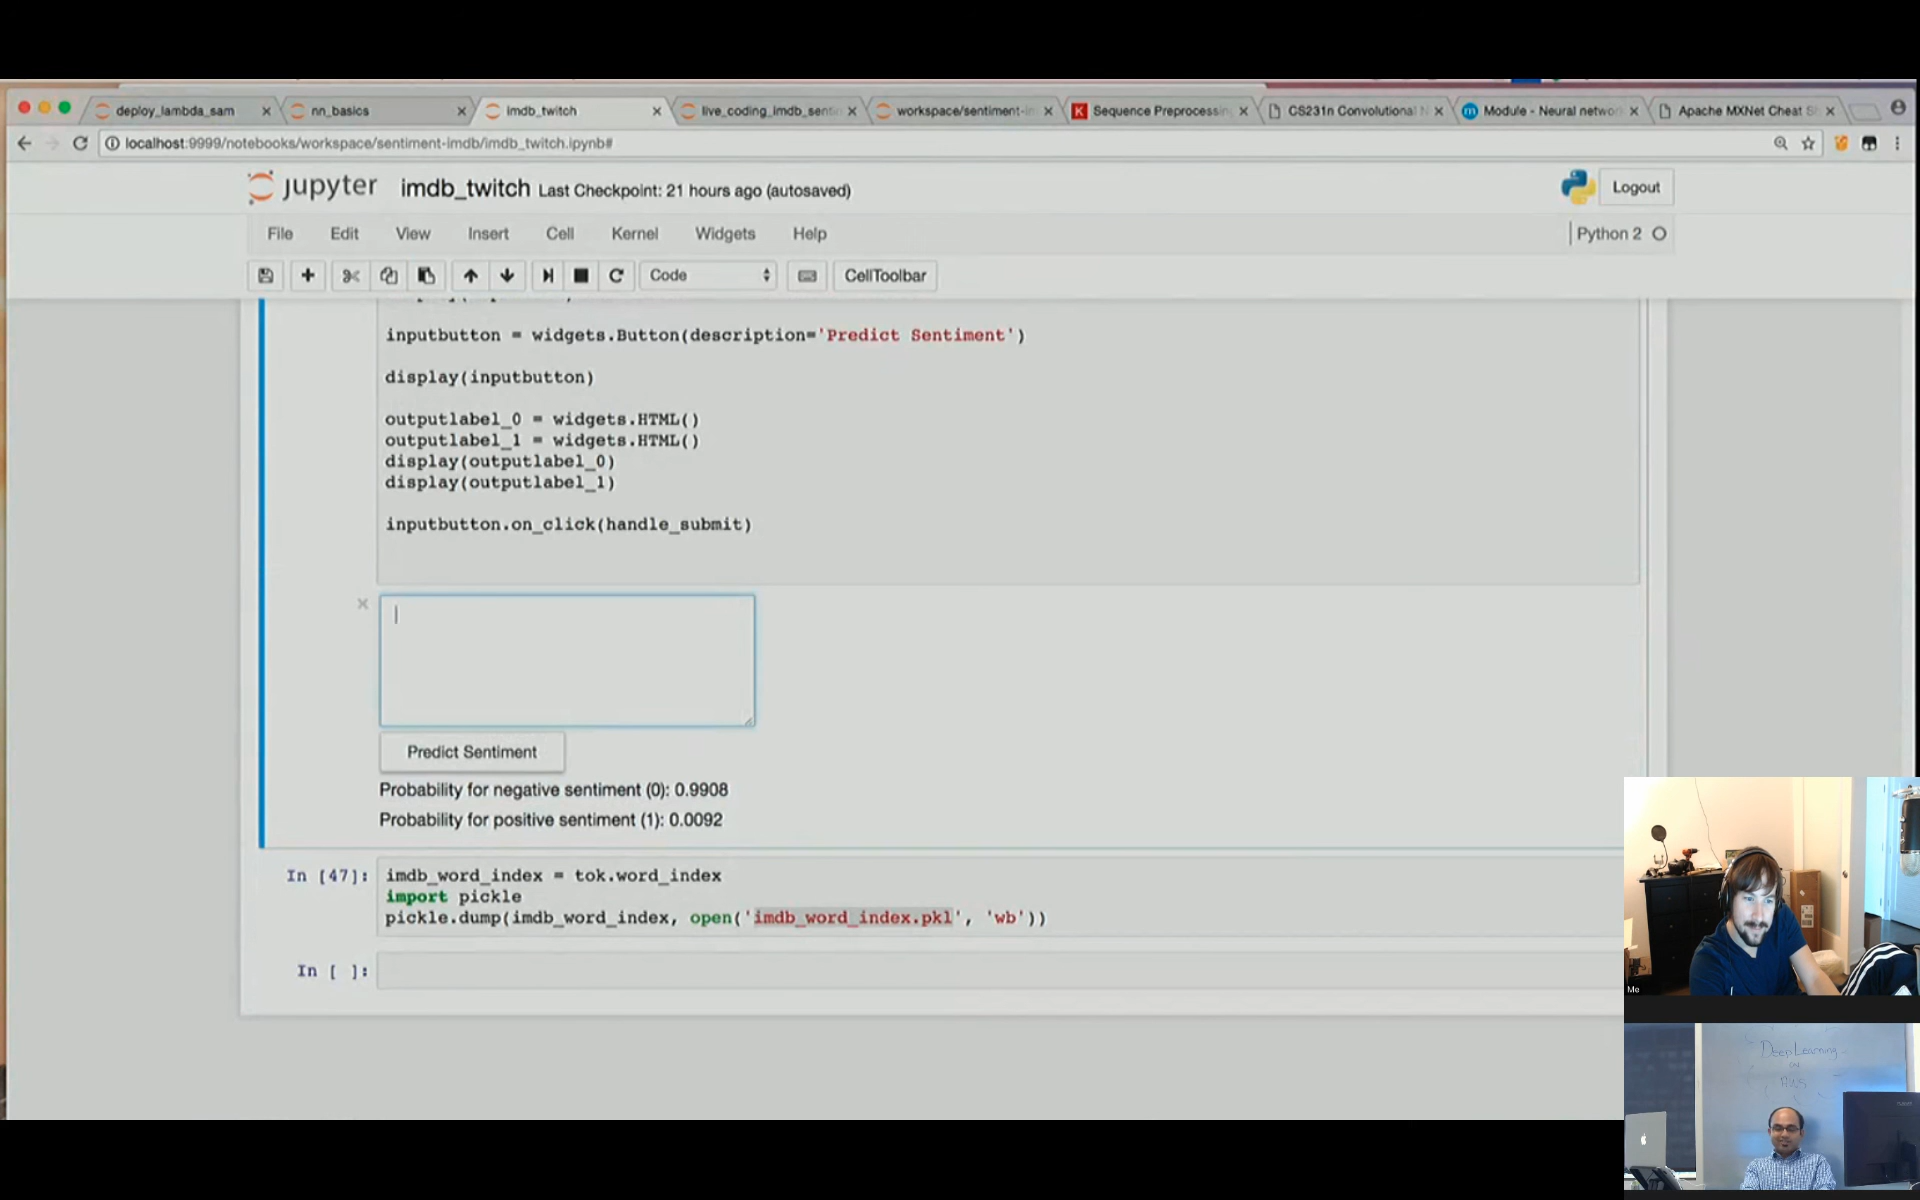 deploy_lambda_sam
nn_basics
imdb_twitch
live_coding_imdb_senti
workspace/sentiment-i
Sequence Preprocessing
CS231n Convolutional N
Module - Neural networ
Apache MXNet Cheat S
localhost:9999/notebooks/workspace/sentiment-imdb/imdb_twitch.ipynb#
jupyter imdb_twitch Last Checkpoint: 21 hours ago (autosaved)
Logout
File Edit View Insert Cell Kernel Widgets Help
Python 2
Code
CellToolbar
inputbutton = widgets.Button(description='Predict Sentiment')
display(inputbutton)
outputlabel_0 = widgets.HTML()
outputlabel_1 = widgets.HTML()
display(outputlabel_0)
display(outputlabel_1)
inputbutton.on_click(handle_submit)
Predict Sentiment
Probability for negative sentiment (0): 0.9908
Probability for positive sentiment (1): 0.0092
In [47]: imdb_word_index = tok.word_index
import pickle
pickle.dump(imdb_word_index, open('imdb_word_index.pkl', 'wb'))
In [ ]:
Me
Deep Learning
on
AWS